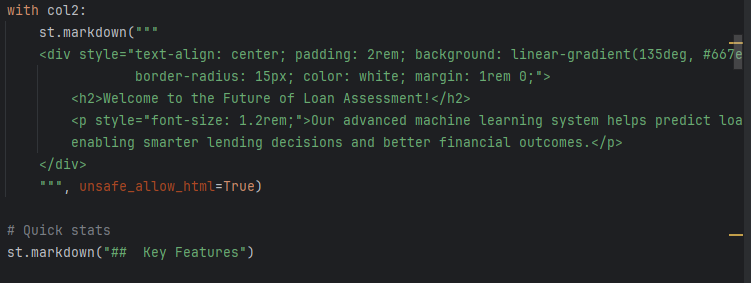 with col2:
    st.markdown("""
    <div style="text-align: center; padding: 2rem; background: linear-gradient(135deg, #667e
                border-radius: 15px; color: white; margin: 1rem 0;">
        <h2>Welcome to the Future of Loan Assessment!</h2>
        <p style="font-size: 1.2rem;">Our advanced machine learning system helps predict loa
        enabling smarter lending decisions and better financial outcomes.</p>
    </div>
    """, unsafe_allow_html=True)

# Quick stats
st.markdown("##  Key Features")